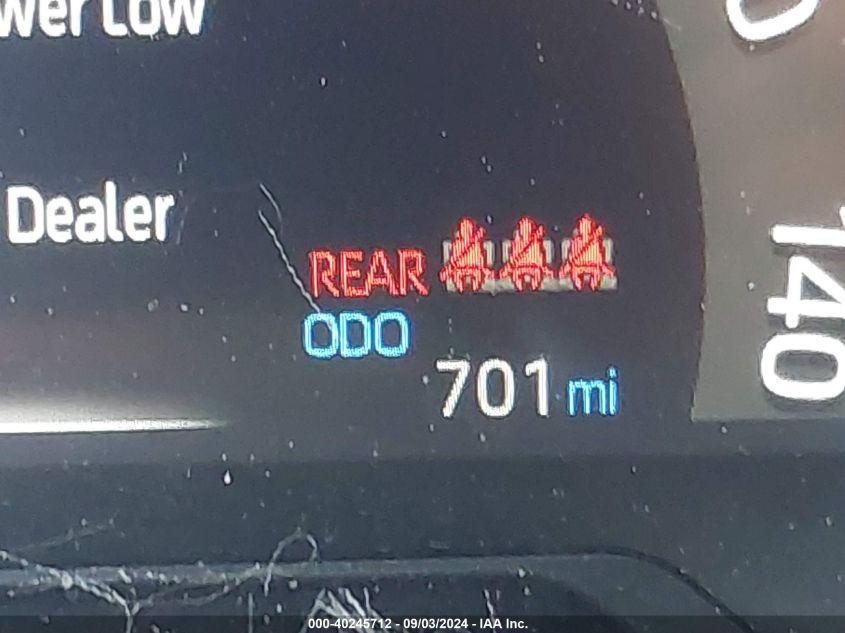 wer Low
Dealer
REAR
ODO
701 mi
140
000-40245712 - 09/03/2024 - IAA Inc.